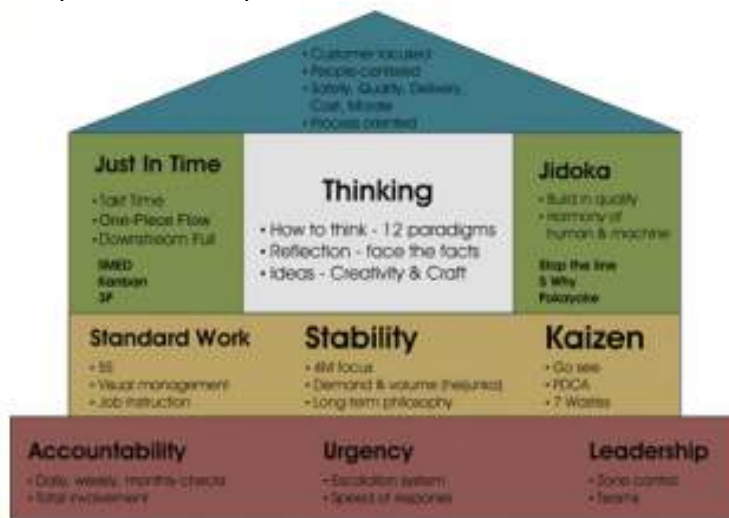 • Customer focused
• People-centered
• Safety, Quality, Delivery,
Cost, Morale
• Process oriented
Just In Time
• Takt Time
• One-Piece Flow
• Downstream Pull
SMED
Kanban
3P
Thinking
• How to think - 12 paradigms
• Reflection - face the facts
• Ideas - Creativity & Craft
Jidoka
• Build in quality
• Harmony of
human & machine
Stop the line
5 Why
Pokayoke
Standard Work
• 5S
• Visual management
• Job instruction
Stability
• 4M focus
• Demand & volume (heijunka)
• Long term philosophy
Kaizen
• Go see
• PDCA
• 7 Wastes
Accountability
• Daily, weekly, monthly checks
• Total involvement
Urgency
• Escalation system
• Speed of response
Leadership
• Zone control
• Teams